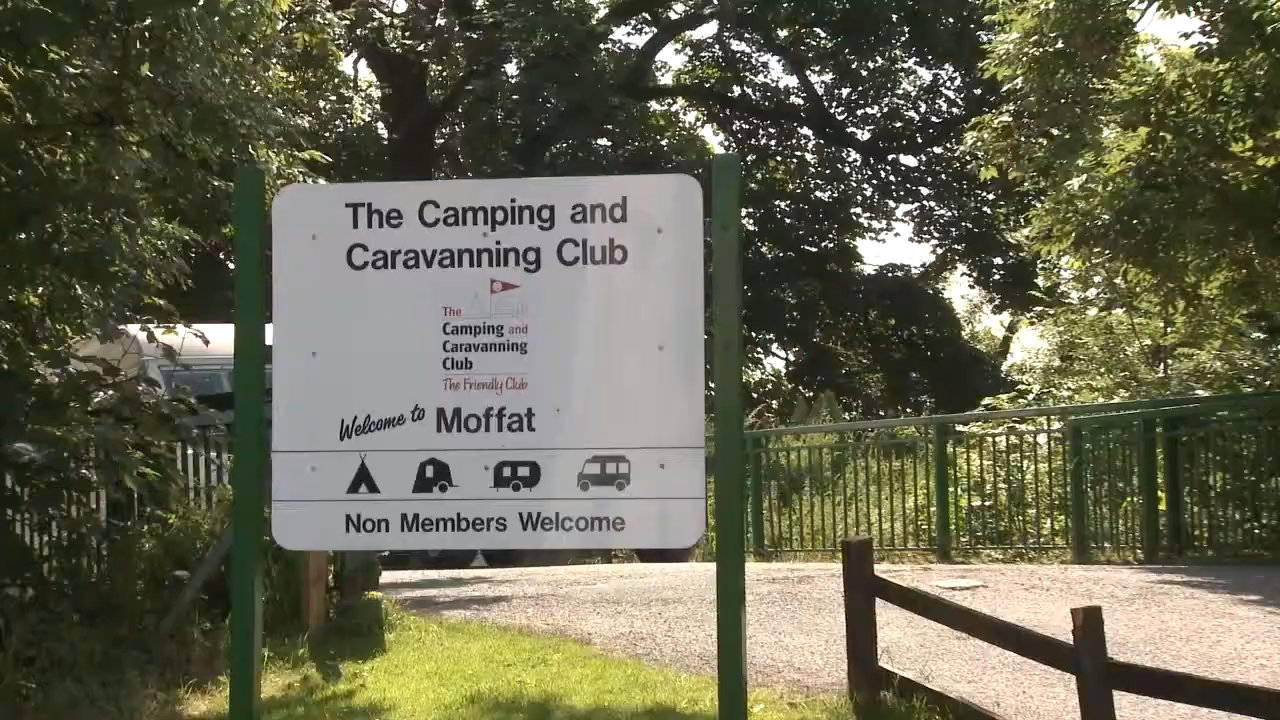 The Camping and
Caravanning Club
The
Camping and
Caravanning
Club
The Friendly Club
Welcome to Moffat
Non Members Welcome